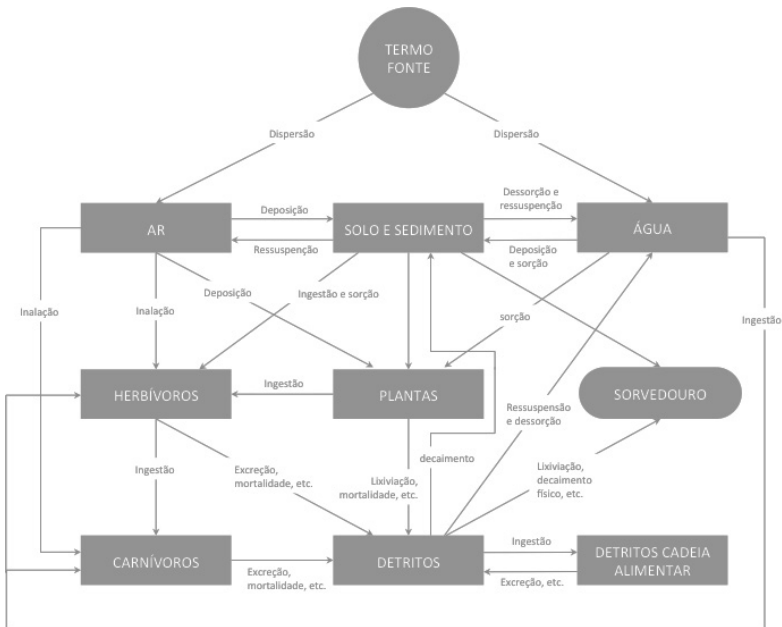 TERMO
FONTE
Dispersão
Dispersão
AR
Deposição
Ressuspenção
SOLO E SEDIMENTO
Dessorção e
ressuspenção
Deposição
e sorção
ÁGUA
Inalação
Inalação
Deposição
Ingestão e sorção
sorção
Ingestão
HERBÍVOROS
Ingestão
PLANTAS
SORVEDOURO
Ressuspensão
e dessorção
Ingestão
Excreção,
mortalidade, etc.
Lixiviação,
mortalidade, etc.
decaimento
Lixiviação,
decaimento
físico, etc.
CARNÍVOROS
Excreção,
mortalidade, etc.
DETRITOS
Ingestão
Excreção, etc.
DETRITOS CADEIA
ALIMENTAR